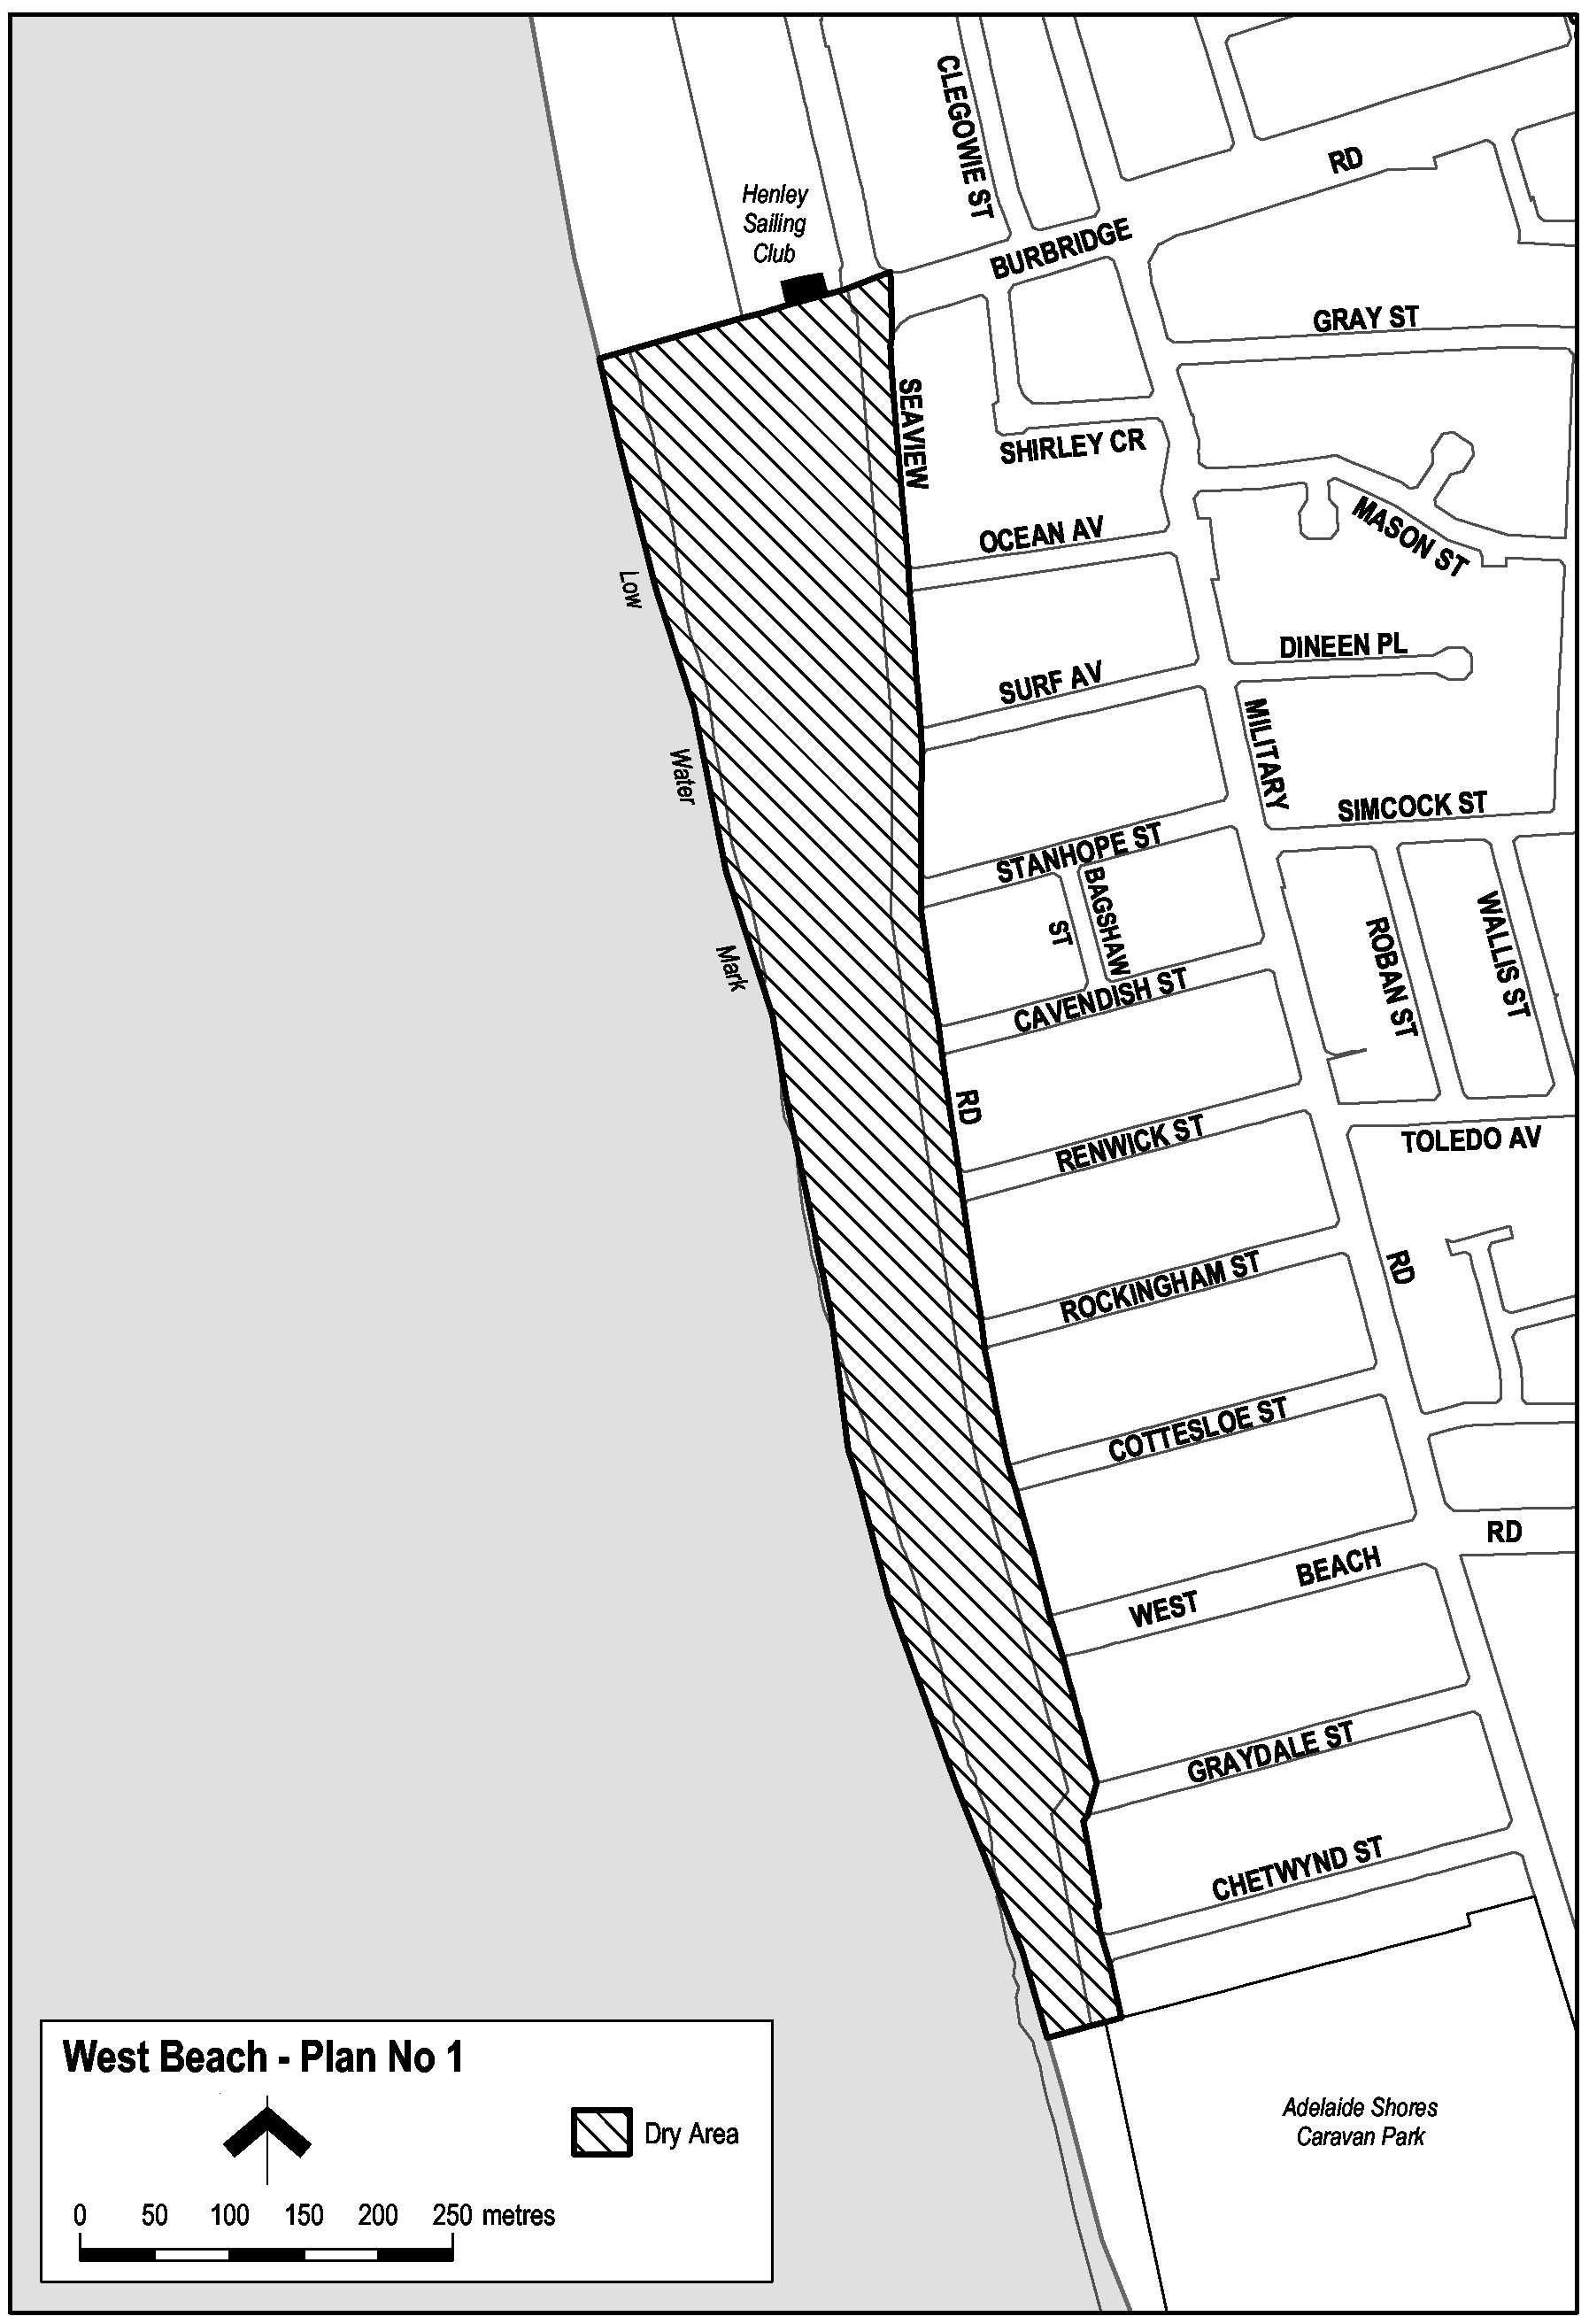 CLEGOWIE ST
RD
Henley
Sailing
Club
BURBRIDGE
GRAY ST
SEAVIEW
SHIRLEY CR
MASON ST
OCEAN AV
Low
DINEEN PL
SURF AV
MILITARY
Water
SIMCOCK ST
STANHOPE ST
BAGSHAW
ST
WALLIS ST
ROBAN ST
Mark
CAVENDISH ST
RD
RENWICK ST
TOLEDO AV
RD
ROCKINGHAM ST
COTTESLOE ST
RD
WEST BEACH
GRAYDALE ST
CHETWYND ST
West Beach - Plan No 1
Dry Area
0 50 100 150 200 250 metres
Adelaide Shores
Caravan Park